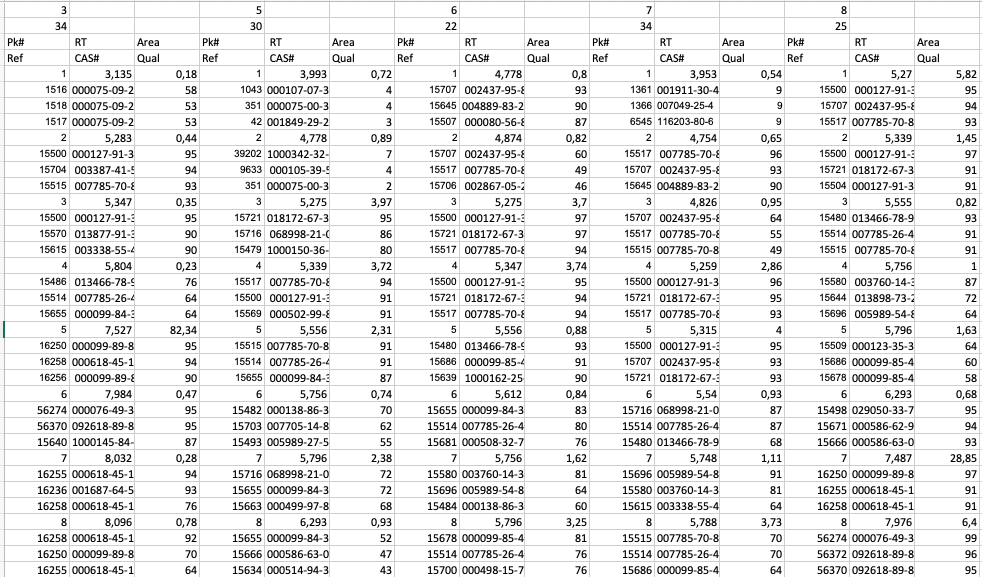 3 5 6 7 8
34 30 22 34 25
Pk# RT Area Pk# RT Area Pk# RT Area Pk# RT Area Pk# RT Area
Ref CAS# Qual Ref CAS# Qual Ref CAS# Qual Ref CAS# Qual Ref CAS# Qual
1 3,135 0,18 1 3,993 0,72 1 4,778 0,8 1 3,953 0,54 1 5,27 5,82
1516 000075-09-2 58 1043 000107-07-3 4 15707 002437-95-8 93 1361 001911-30-4 9 15500 000127-91-3 95
1518 000075-09-2 53 351 000075-00-3 4 15645 004889-83-2 90 1366 007049-25-4 9 15707 002437-95-8 94
1517 000075-09-2 53 42 001849-29-2 3 15507 000080-56-8 87 6545 116203-80-6 9 15517 007785-70-8 93
2 5,283 0,44 2 4,778 0,89 2 4,874 0,82 2 4,754 0,65 2 5,339 1,45
15500 000127-91-3 95 39202 1000342-32- 7 15707 002437-95-8 60 15517 007785-70-8 96 15500 000127-91-3 97
15704 003387-41-5 94 9633 000105-39-5 4 15517 007785-70-8 49 15707 002437-95-8 93 15721 018172-67-3 91
15515 007785-70-8 93 351 000075-00-3 2 15706 002867-05-2 46 15645 004889-83-2 90 15504 000127-91-3 91
3 5,347 0,35 3 5,275 3,97 3 5,275 3,7 3 4,826 0,95 3 5,555 0,82
15500 000127-91-3 95 15721 018172-67-3 95 15500 000127-91-3 97 15707 002437-95-8 64 15480 013466-78-9 93
15570 013877-91-3 90 15716 068998-21-0 86 15721 018172-67-3 97 15517 007785-70-8 55 15514 007785-26-4 91
15615 003338-55-4 90 15479 1000150-36- 80 15517 007785-70-8 94 15515 007785-70-8 49 15515 007785-70-8 91
4 5,804 0,23 4 5,339 3,72 4 5,347 3,74 4 5,259 2,86 4 5,756 1
15486 013466-78-9 76 15517 007785-70-8 94 15500 000127-91-3 95 15500 000127-91-3 96 15580 003760-14-3 87
15514 007785-26-4 64 15500 000127-91-3 91 15721 018172-67-3 94 15721 018172-67-3 95 15644 013898-73-2 72
15655 000099-84-3 64 15569 000502-99-8 91 15517 007785-70-8 94 15517 007785-70-8 93 15696 005989-54-8 64
5 7,527 82,34 5 5,556 2,31 5 5,556 0,88 5 5,315 4 5 5,796 1,63
16250 000099-89-8 95 15515 007785-70-8 91 15480 013466-78-9 93 15500 000127-91-3 95 15509 000123-35-3 64
16258 000618-45-1 94 15514 007785-26-4 91 15686 000099-85-4 91 15707 002437-95-8 93 15686 000099-85-4 60
16256 000099-89-8 90 15655 000099-84-3 87 15639 1000162-25- 90 15721 018172-67-3 93 15678 000099-85-4 58
6 7,984 0,47 6 5,756 0,74 6 5,612 0,84 6 5,54 0,93 6 6,293 0,68
56274 000076-49-3 95 15482 000138-86-3 70 15655 000099-84-3 83 15716 068998-21-0 87 15498 029050-33-7 95
56370 092618-89-8 95 15703 007705-14-8 62 15514 007785-26-4 80 15514 007785-26-4 87 15671 000586-62-9 94
15640 1000145-84- 87 15493 005989-27-5 55 15681 000508-32-7 76 15480 013466-78-9 68 15666 000586-63-0 93
7 8,032 0,28 7 5,796 2,38 7 5,756 1,62 7 5,748 1,11 7 7,487 28,85
16255 000618-45-1 94 15716 068998-21-0 72 15580 003760-14-3 81 15696 005989-54-8 91 16250 000099-89-8 97
16236 001687-64-5 93 15655 000099-84-3 72 15696 005989-54-8 64 15580 003760-14-3 81 16255 000618-45-1 91
16258 000618-45-1 76 15663 000499-97-8 68 15484 000138-86-3 60 15615 003338-55-4 64 16258 000618-45-1 91
8 8,096 0,78 8 6,293 0,93 8 5,796 3,25 8 5,788 3,73 8 7,976 6,4
16258 000618-45-1 92 15655 000099-84-3 52 15678 000099-85-4 81 15515 007785-70-8 70 56274 000076-49-3 99
16250 000099-89-8 70 15666 000586-63-0 47 15514 007785-26-4 76 15514 007785-26-4 70 56372 092618-89-8 96
16255 000618-45-1 64 15634 000514-94-3 43 15700 000498-15-7 76 15686 000099-85-4 64 56370 092618-89-8 95